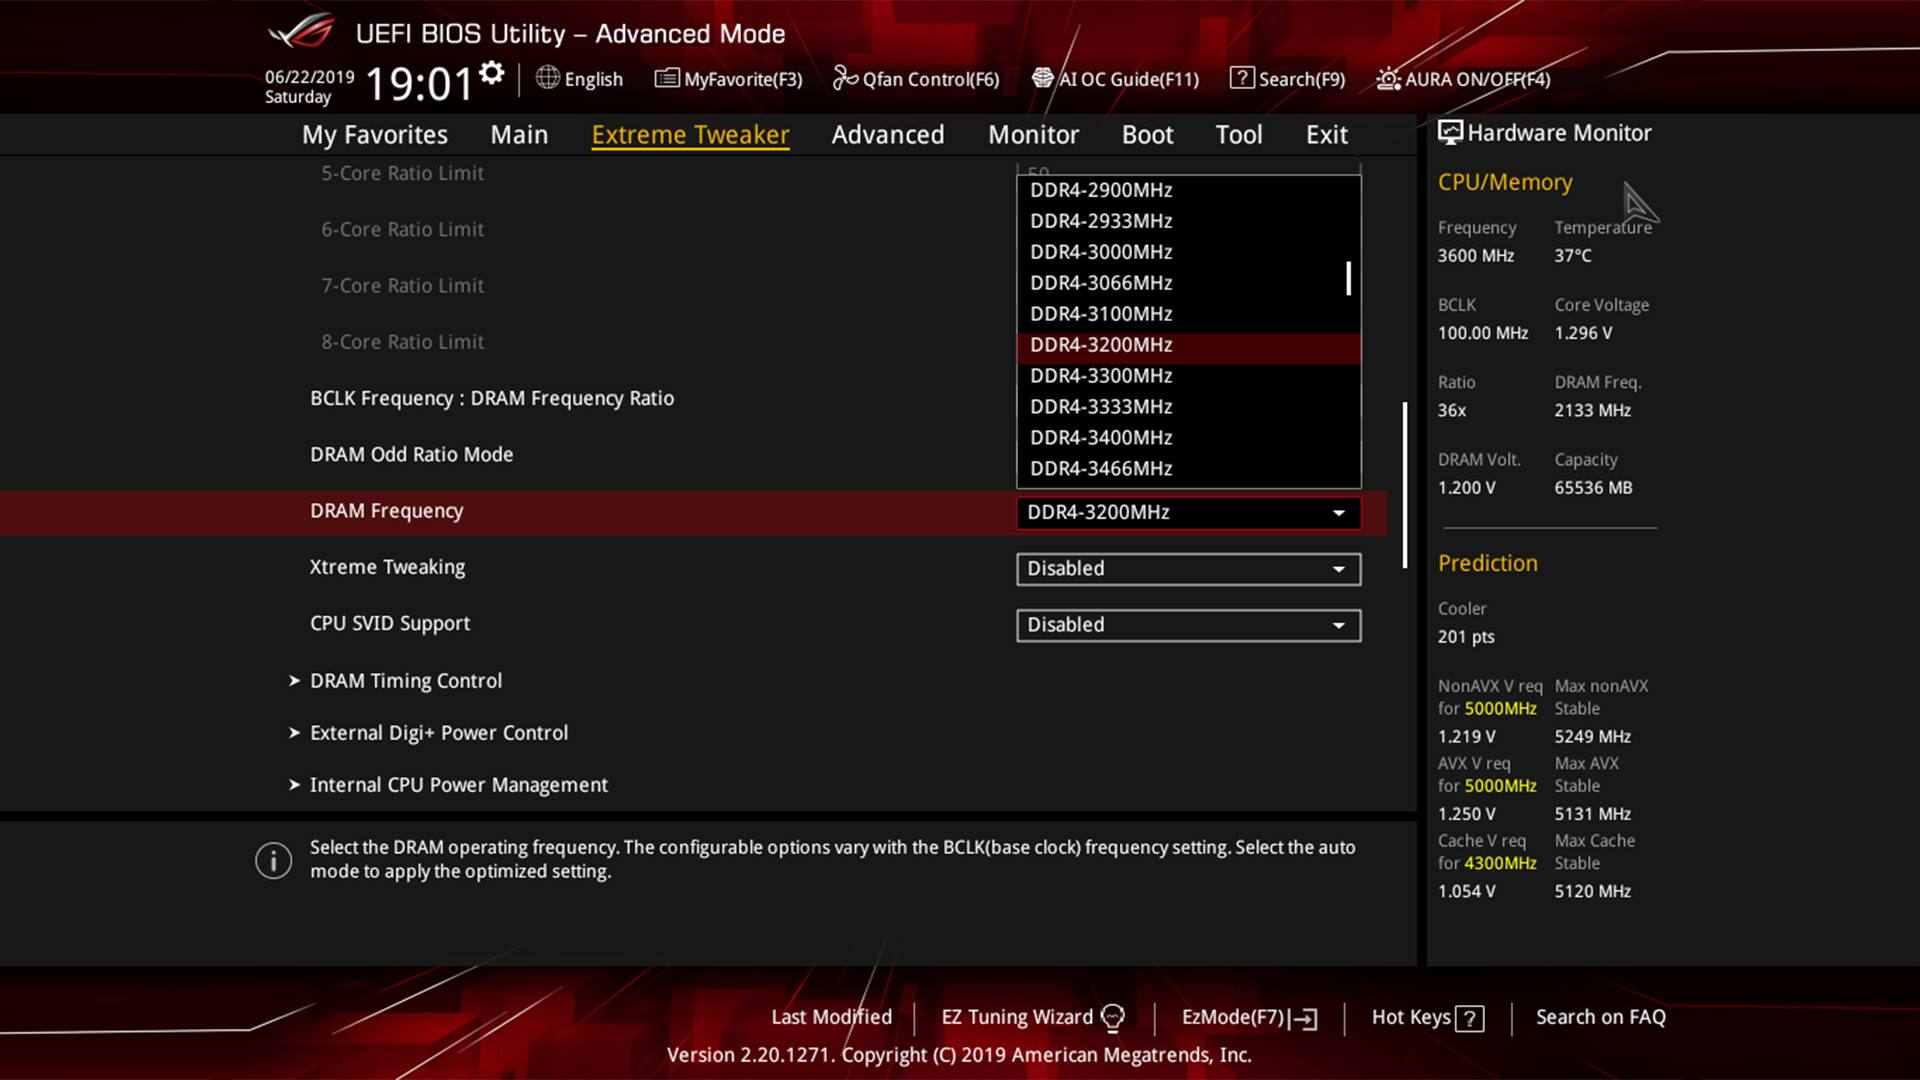 UEFI BIOS Utility – Advanced Mode
06/22/2019
Saturday
19:01
English
MyFavorite(F3)
Qfan Control(F6)
AI OC Guide(F11)
Search(F9)
AURA ON/OFF(F4)
My Favorites
Main
Extreme Tweaker
Advanced
Monitor
Boot
Tool
Exit
5-Core Ratio Limit
6-Core Ratio Limit
7-Core Ratio Limit
8-Core Ratio Limit
BCLK Frequency : DRAM Frequency Ratio
DRAM Odd Ratio Mode
DRAM Frequency
Xtreme Tweaking
CPU SVID Support
DRAM Timing Control
External Digi+ Power Control
Internal CPU Power Management
DDR4-2900MHz
DDR4-2933MHz
DDR4-3000MHz
DDR4-3066MHz
DDR4-3100MHz
DDR4-3200MHz
DDR4-3300MHz
DDR4-3333MHz
DDR4-3400MHz
DDR4-3466MHz
DDR4-3200MHz
Disabled
Disabled
Select the DRAM operating frequency. The configurable options vary with the BCLK(base clock) frequency setting. Select the auto
mode to apply the optimized setting.
Hardware Monitor
CPU/Memory
Frequency Temperature
3600 MHz 37°C
BCLK Core Voltage
100.00 MHz 1.296 V
Ratio DRAM Freq.
36x 2133 MHz
DRAM Volt. Capacity
1.200 V 65536 MB
Prediction
Cooler
201 pts
NonAVX V req Max nonAVX
for 5000MHz Stable
1.219 V 5249 MHz
AVX V req Max AVX
for 5000MHz Stable
1.250 V 5131 MHz
Cache V req Max Cache
for 4300MHz Stable
1.054 V 5120 MHz
Last Modified
EZ Tuning Wizard
EzMode(F7)
Hot Keys ?
Search on FAQ
Version 2.20.1271. Copyright (C) 2019 American Megatrends, Inc.